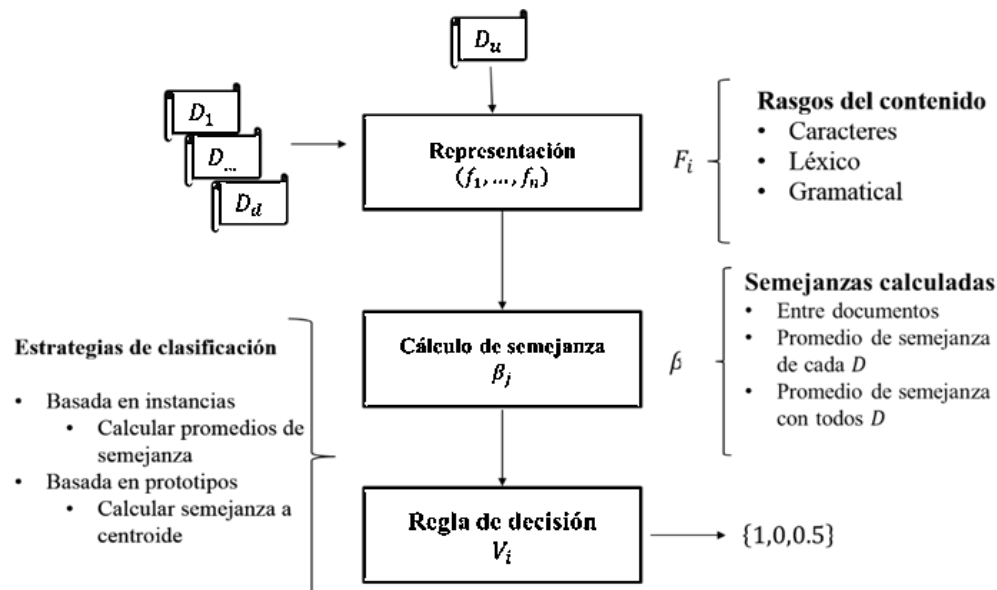 D_u
D_1
D_...
D_d
Representación
(f_1, ..., f_n)
F_i
Rasgos del contenido
• Caracteres
• Léxico
• Gramatical
Cálculo de semejanza
β_j
β
Semejanzas calculadas
• Entre documentos
• Promedio de semejanza
de cada D
• Promedio de semejanza
con todos D
Estrategias de clasificación
• Basada en instancias
• Calcular promedios de
semejanza
• Basada en prototipos
• Calcular semejanza a
centroide
Regla de decisión
V_i
{1,0,0.5}